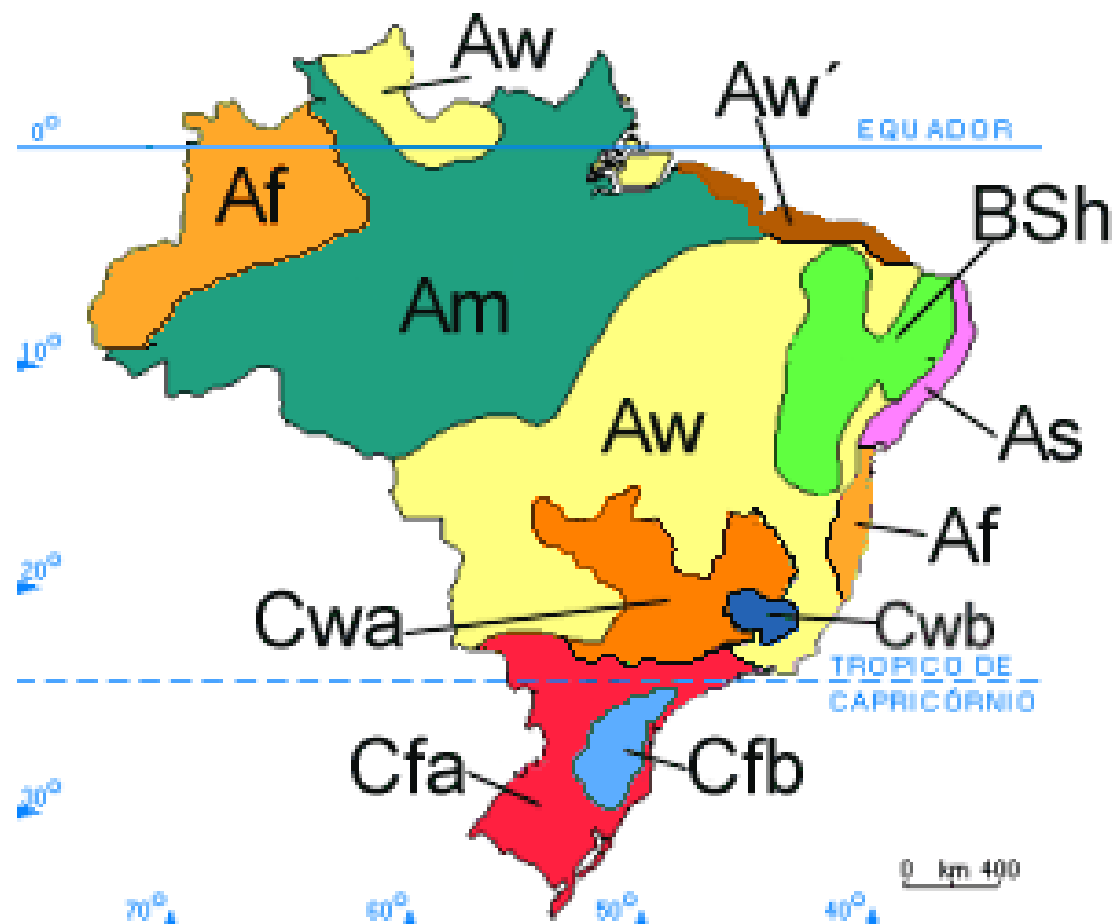 Aw
Aw´
0°
EQUADOR
Af
BSh
Am
10°
Aw
As
Af
20°
Cwa
Cwb
TROPICO DE
CAPRICÓRNIO
Cfa
Cfb
30°
0 km 400
70°
60°
50°
40°